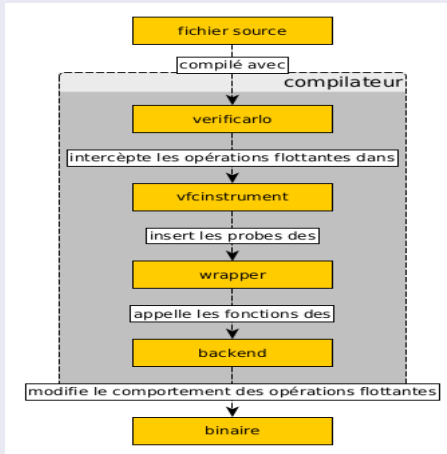 fichier source
compilé avec
compilateur
verificarlo
intercèpte les opérations flottantes dans
vfcinstrument
insert les probes des
wrapper
appelle les fonctions des
backend
modifie le comportement des opérations flottantes
binaire